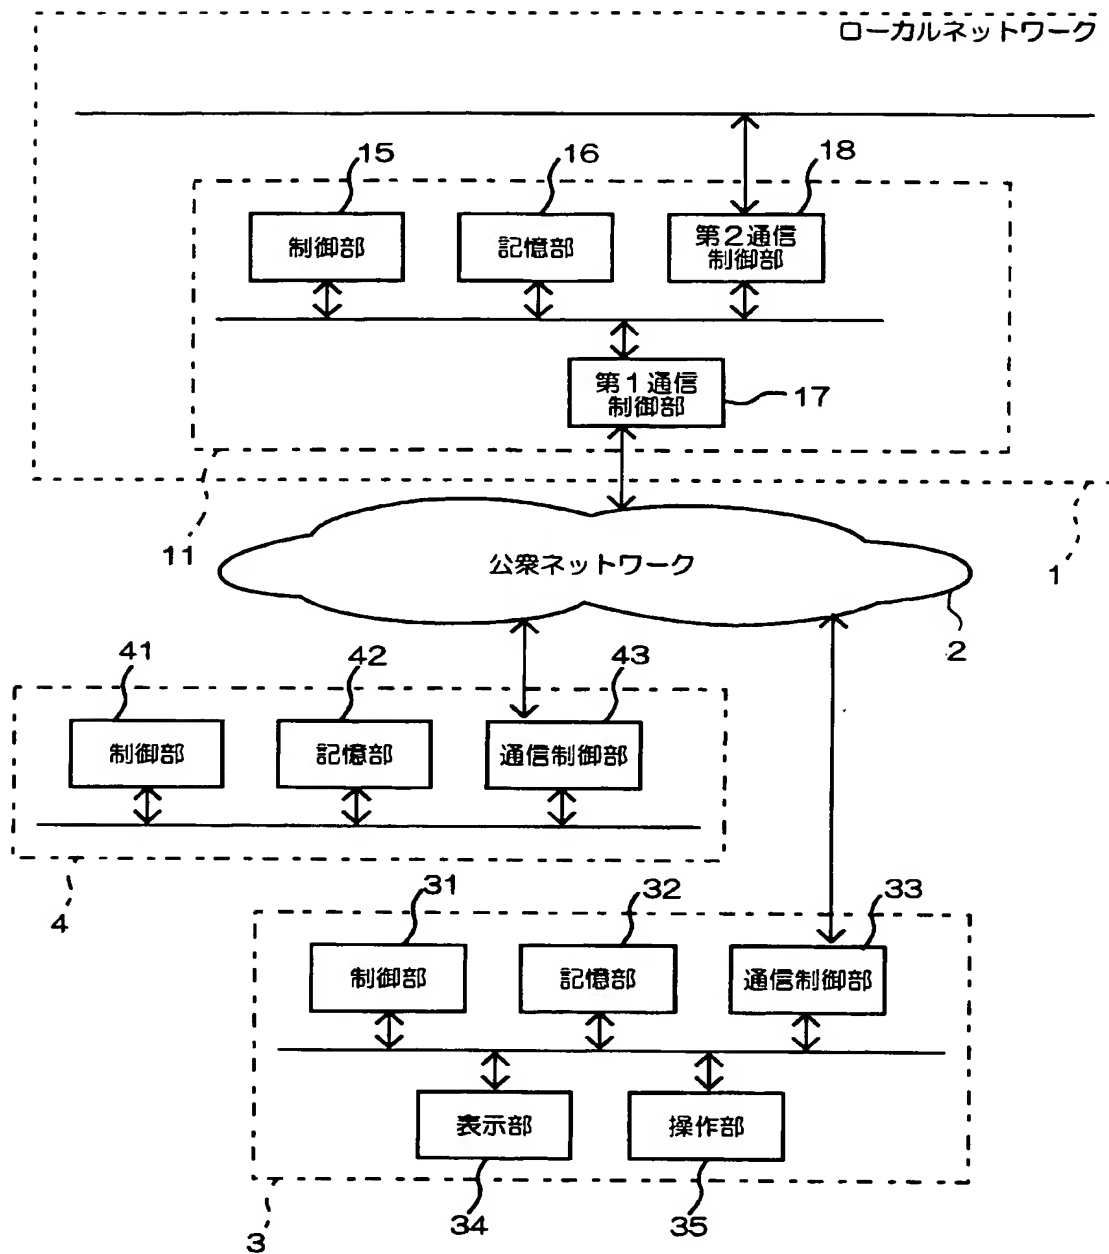 ローカルネットワーク
15
16
18
制御部
記憶部
第2通信
制御部
第1通信
制御部
17
11
1
公衆ネットワーク
2
41
42
43
制御部
記憶部
通信制御部
4
31
32
33
制御部
記憶部
通信制御部
表示部
操作部
34
35
3